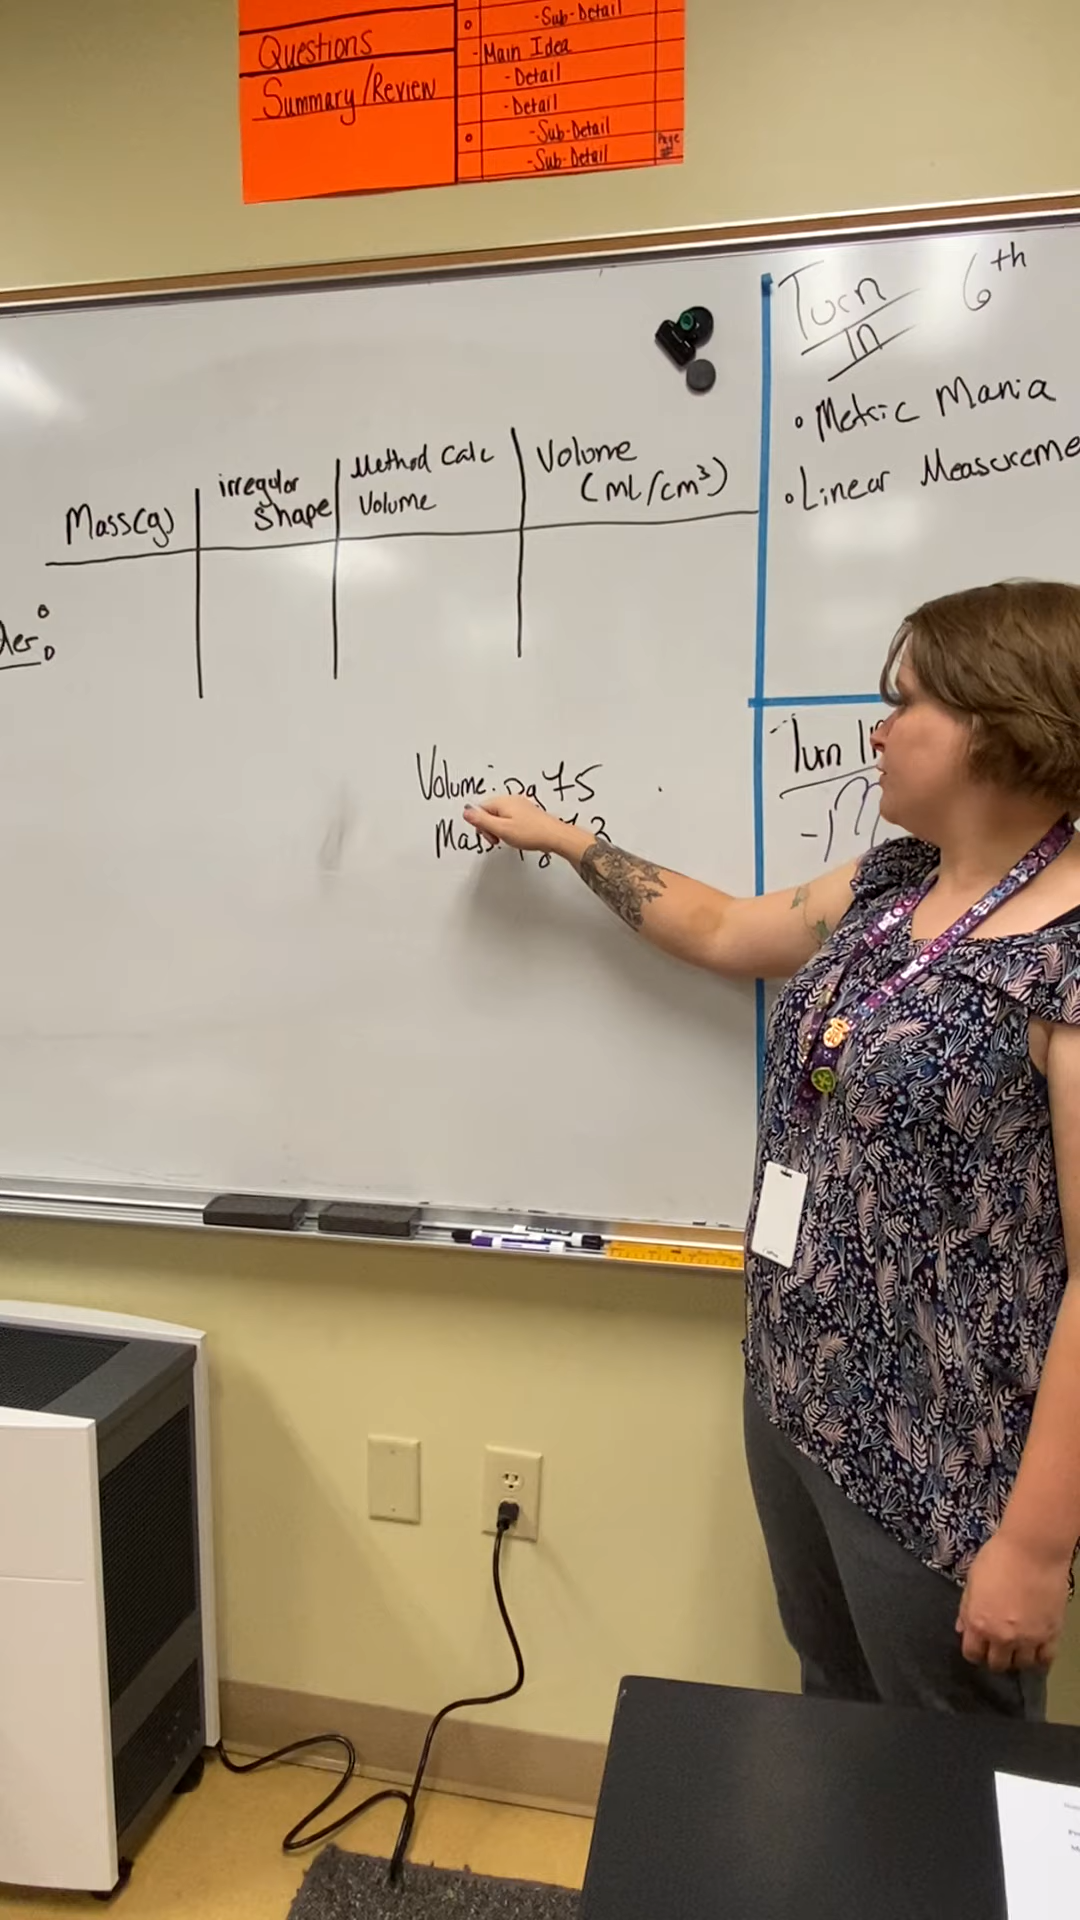 -Sub-Detail
Questions
-Main Idea
Summary/Review
-Detail
-Detail
-Sub-Detail
-Sub-Detail
Page
#
Turn
In
6th
• Metric Mania
• Linear Measureme
Mass(g)
irregular
Shape
Method Calc
Volume
Volume
(mL/cm³)
Volume: pg 75
Mass:
Turn In